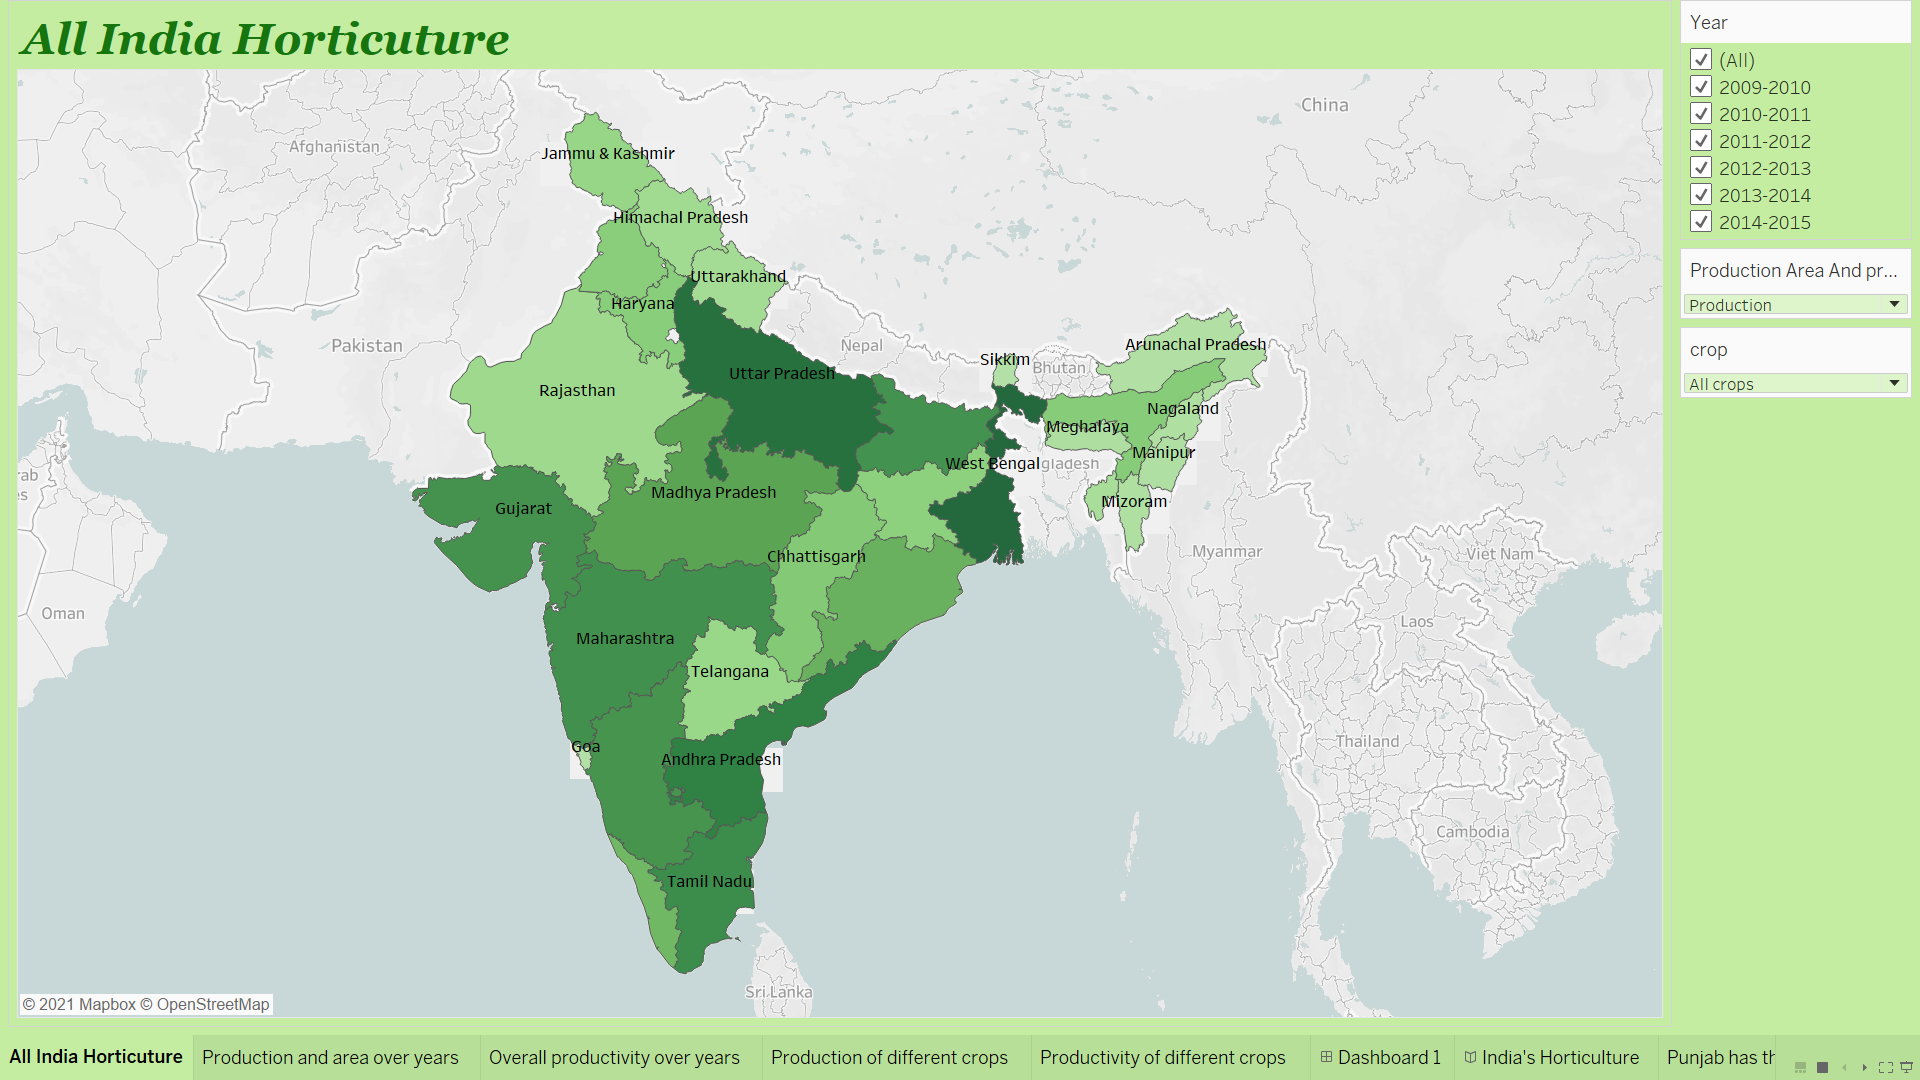 All India Horticuture
China
Afghanistan
Jammu & Kashmir
Himachal Pradesh
Uttarakhand
Haryana
Pakistan
Nepal
Sikkim
Bhutan
Arunachal Pradesh
Uttar Pradesh
Rajasthan
Nagaland
Meghalaya
Manipur
West Bengal
gladesh
rab
es
Madhya Pradesh
Mizoram
Gujarat
Chhattisgarh
Myanmar
Viet Nam
Oman
Laos
Maharashtra
Telangana
Goa
Andhra Pradesh
Thailand
Cambodia
Tamil Nadu
Sri Lanka
© 2021 Mapbox © OpenStreetMap
Year
(All)
2009-2010
2010-2011
2011-2012
2012-2013
2013-2014
2014-2015
Production Area And pr...
Production
crop
All crops
All India Horticuture
Production and area over years
Overall productivity over years
Production of different crops
Productivity of different crops
Dashboard 1
India's Horticulture
Punjab has th